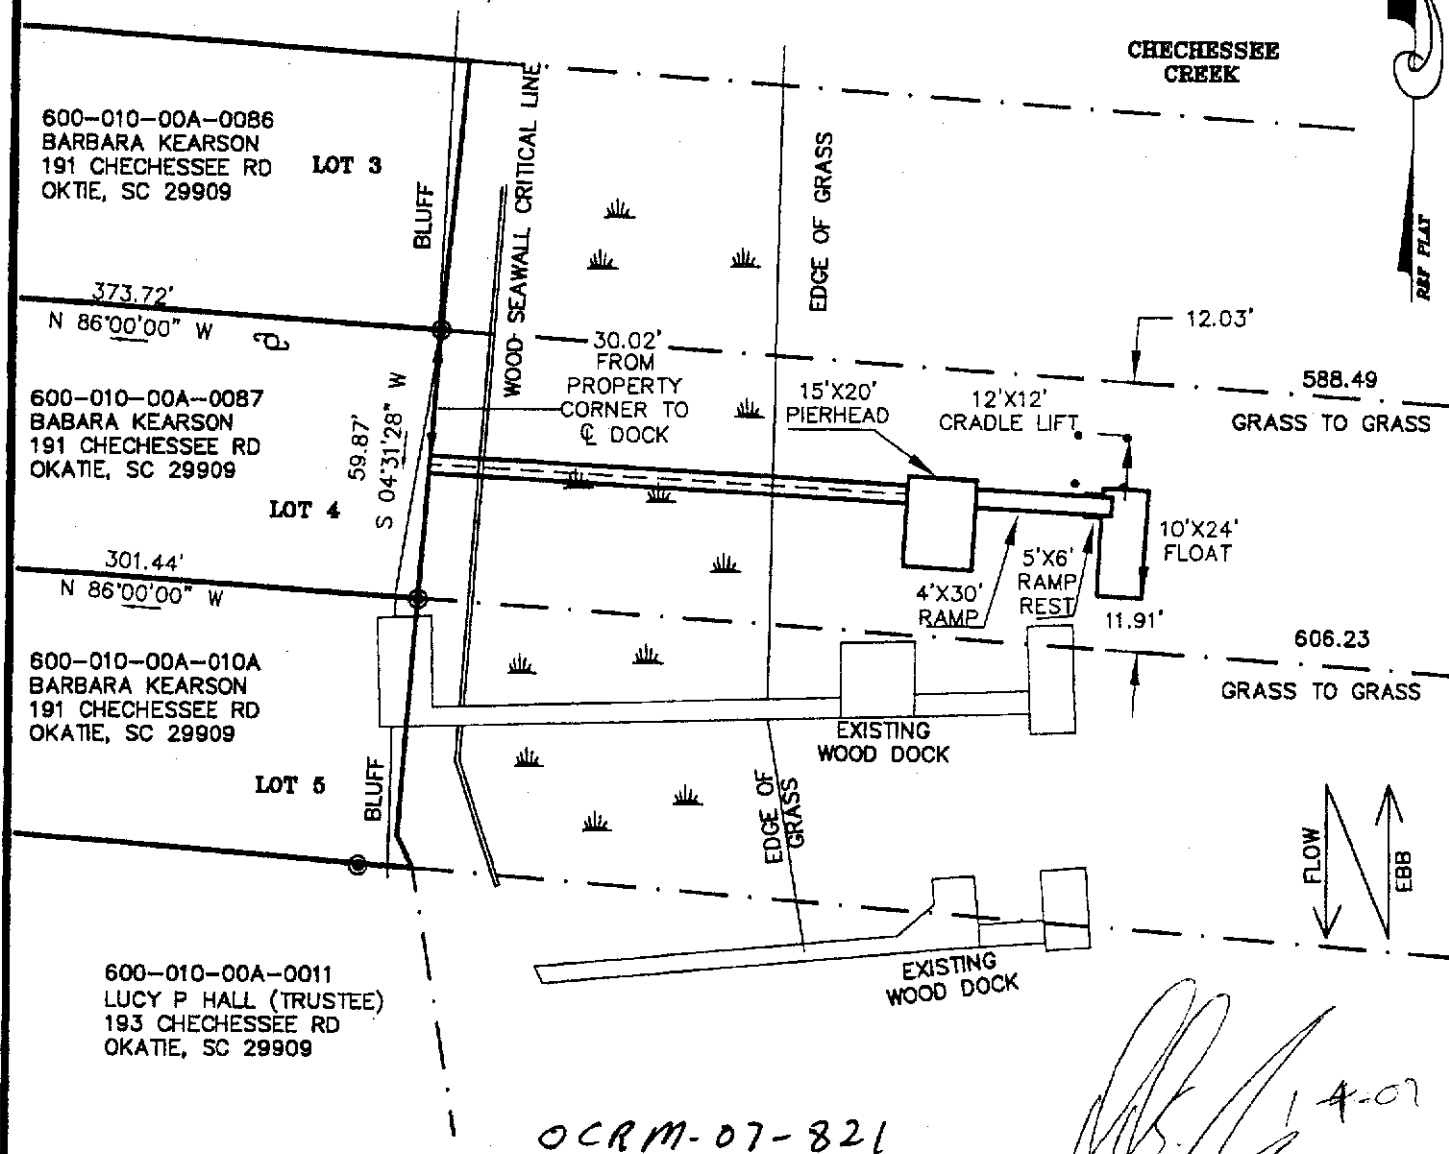 CHECHESSEE
CREEK
REF PLAT
600-010-00A-0086
BARBARA KEARSON
191 CHECHESSEE RD
OKTIE, SC 29909
LOT 3
BLUFF
WOOD SEAWALL CRITICAL LINE
EDGE OF GRASS
373.72'
N 86°00'00" W
30.02'
FROM
PROPERTY
CORNER TO
℄ DOCK
12.03'
588.49
GRASS TO GRASS
15'X20'
PIERHEAD
12'X12'
CRADLE LIFT
600-010-00A-0087
BABARA KEARSON
191 CHECHESSEE RD
OKATIE, SC 29909
LOT 4
59.87'
S 04°31'28" W
10'X24'
FLOAT
5'X6'
RAMP
REST
4'X30'
RAMP
11.91'
301.44'
N 86°00'00" W
606.23
GRASS TO GRASS
600-010-00A-010A
BARBARA KEARSON
191 CHECHESSEE RD
OKATIE, SC 29909
LOT 5
BLUFF
EXISTING
WOOD DOCK
EDGE OF
GRASS
FLOW
EBB
EXISTING
WOOD DOCK
600-010-00A-0011
LUCY P HALL (TRUSTEE)
193 CHECHESSEE RD
OKATIE, SC 29909
OCRM-07-821